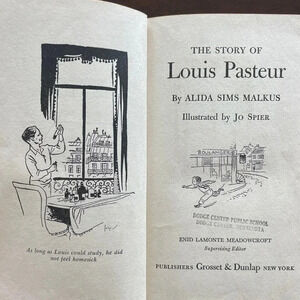 As long as Louis could study, he did
not feel homesick
THE STORY OF
Louis Pasteur
By ALIDA SIMS MALKUS
Illustrated by JO SPIER
BOULANGER
DODGE CENTER PUBLIC SCHOOL
DODGE CENTER, MINNESOTA
ENID LAMONTE MEADOWCROFT
Supervising Editor
PUBLISHERS Grosset & Dunlap NEW YORK